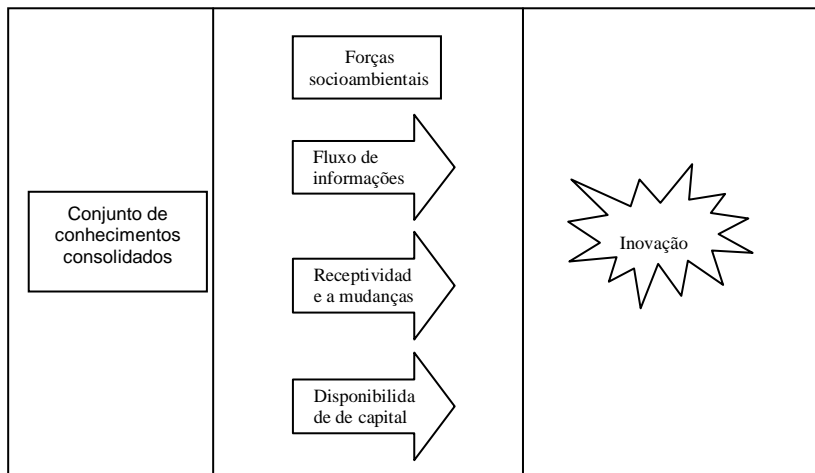 Conjunto de
conhecimentos
consolidados
Forças
socioambientais
Fluxo de
informações
Receptividad
e a mudanças
Disponibilida
de de capital
Inovação